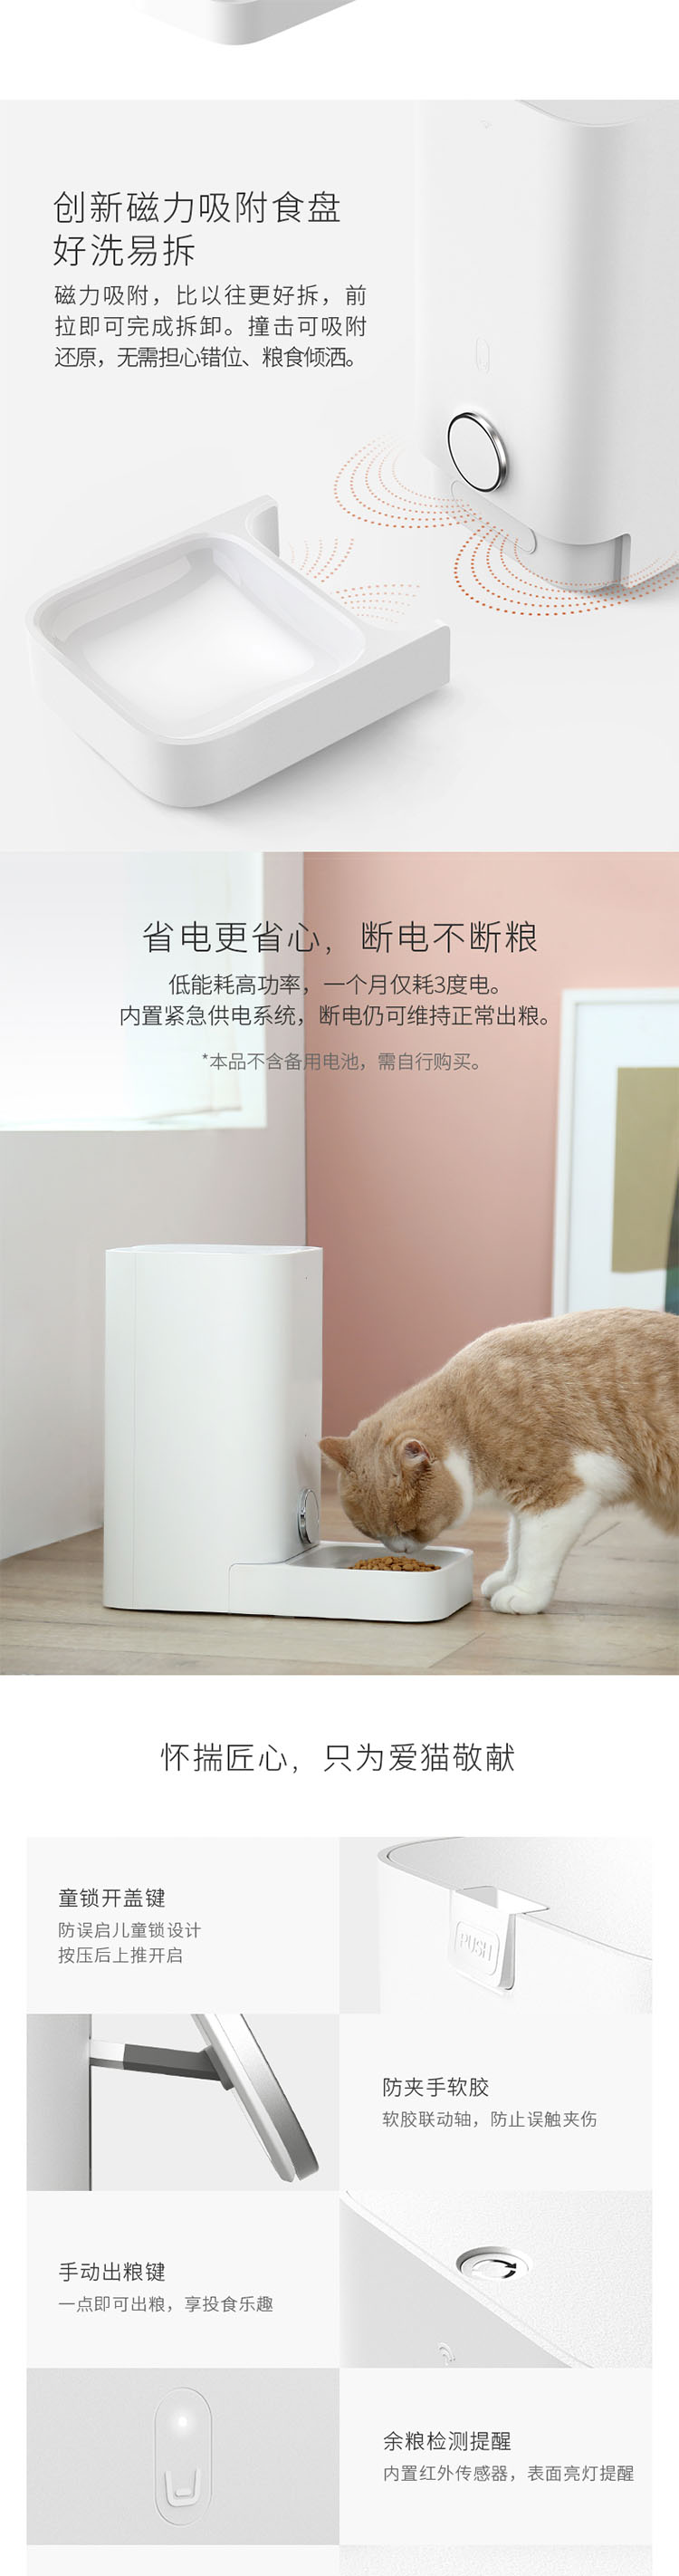 创新磁力吸附食盘
好洗易拆
磁力吸附，比以往更好拆，前
拉即可完成拆卸。撞击可吸附
还原，无需担心错位、粮食倾洒。
省电更省心，断电不断粮
低能耗高功率，一个月仅耗3度电。
内置紧急供电系统，断电仍可维持正常出粮。
*本品不含备用电池，需自行购买。
怀揣匠心，只为爱猫敬献
童锁开盖键
防误启儿童锁设计
按压后上推开启
PUSH
防夹手软胶
软胶联动轴，防止误触夹伤
手动出粮键
一点即可出粮，享投食乐趣
余粮检测提醒
内置红外传感器，表面亮灯提醒